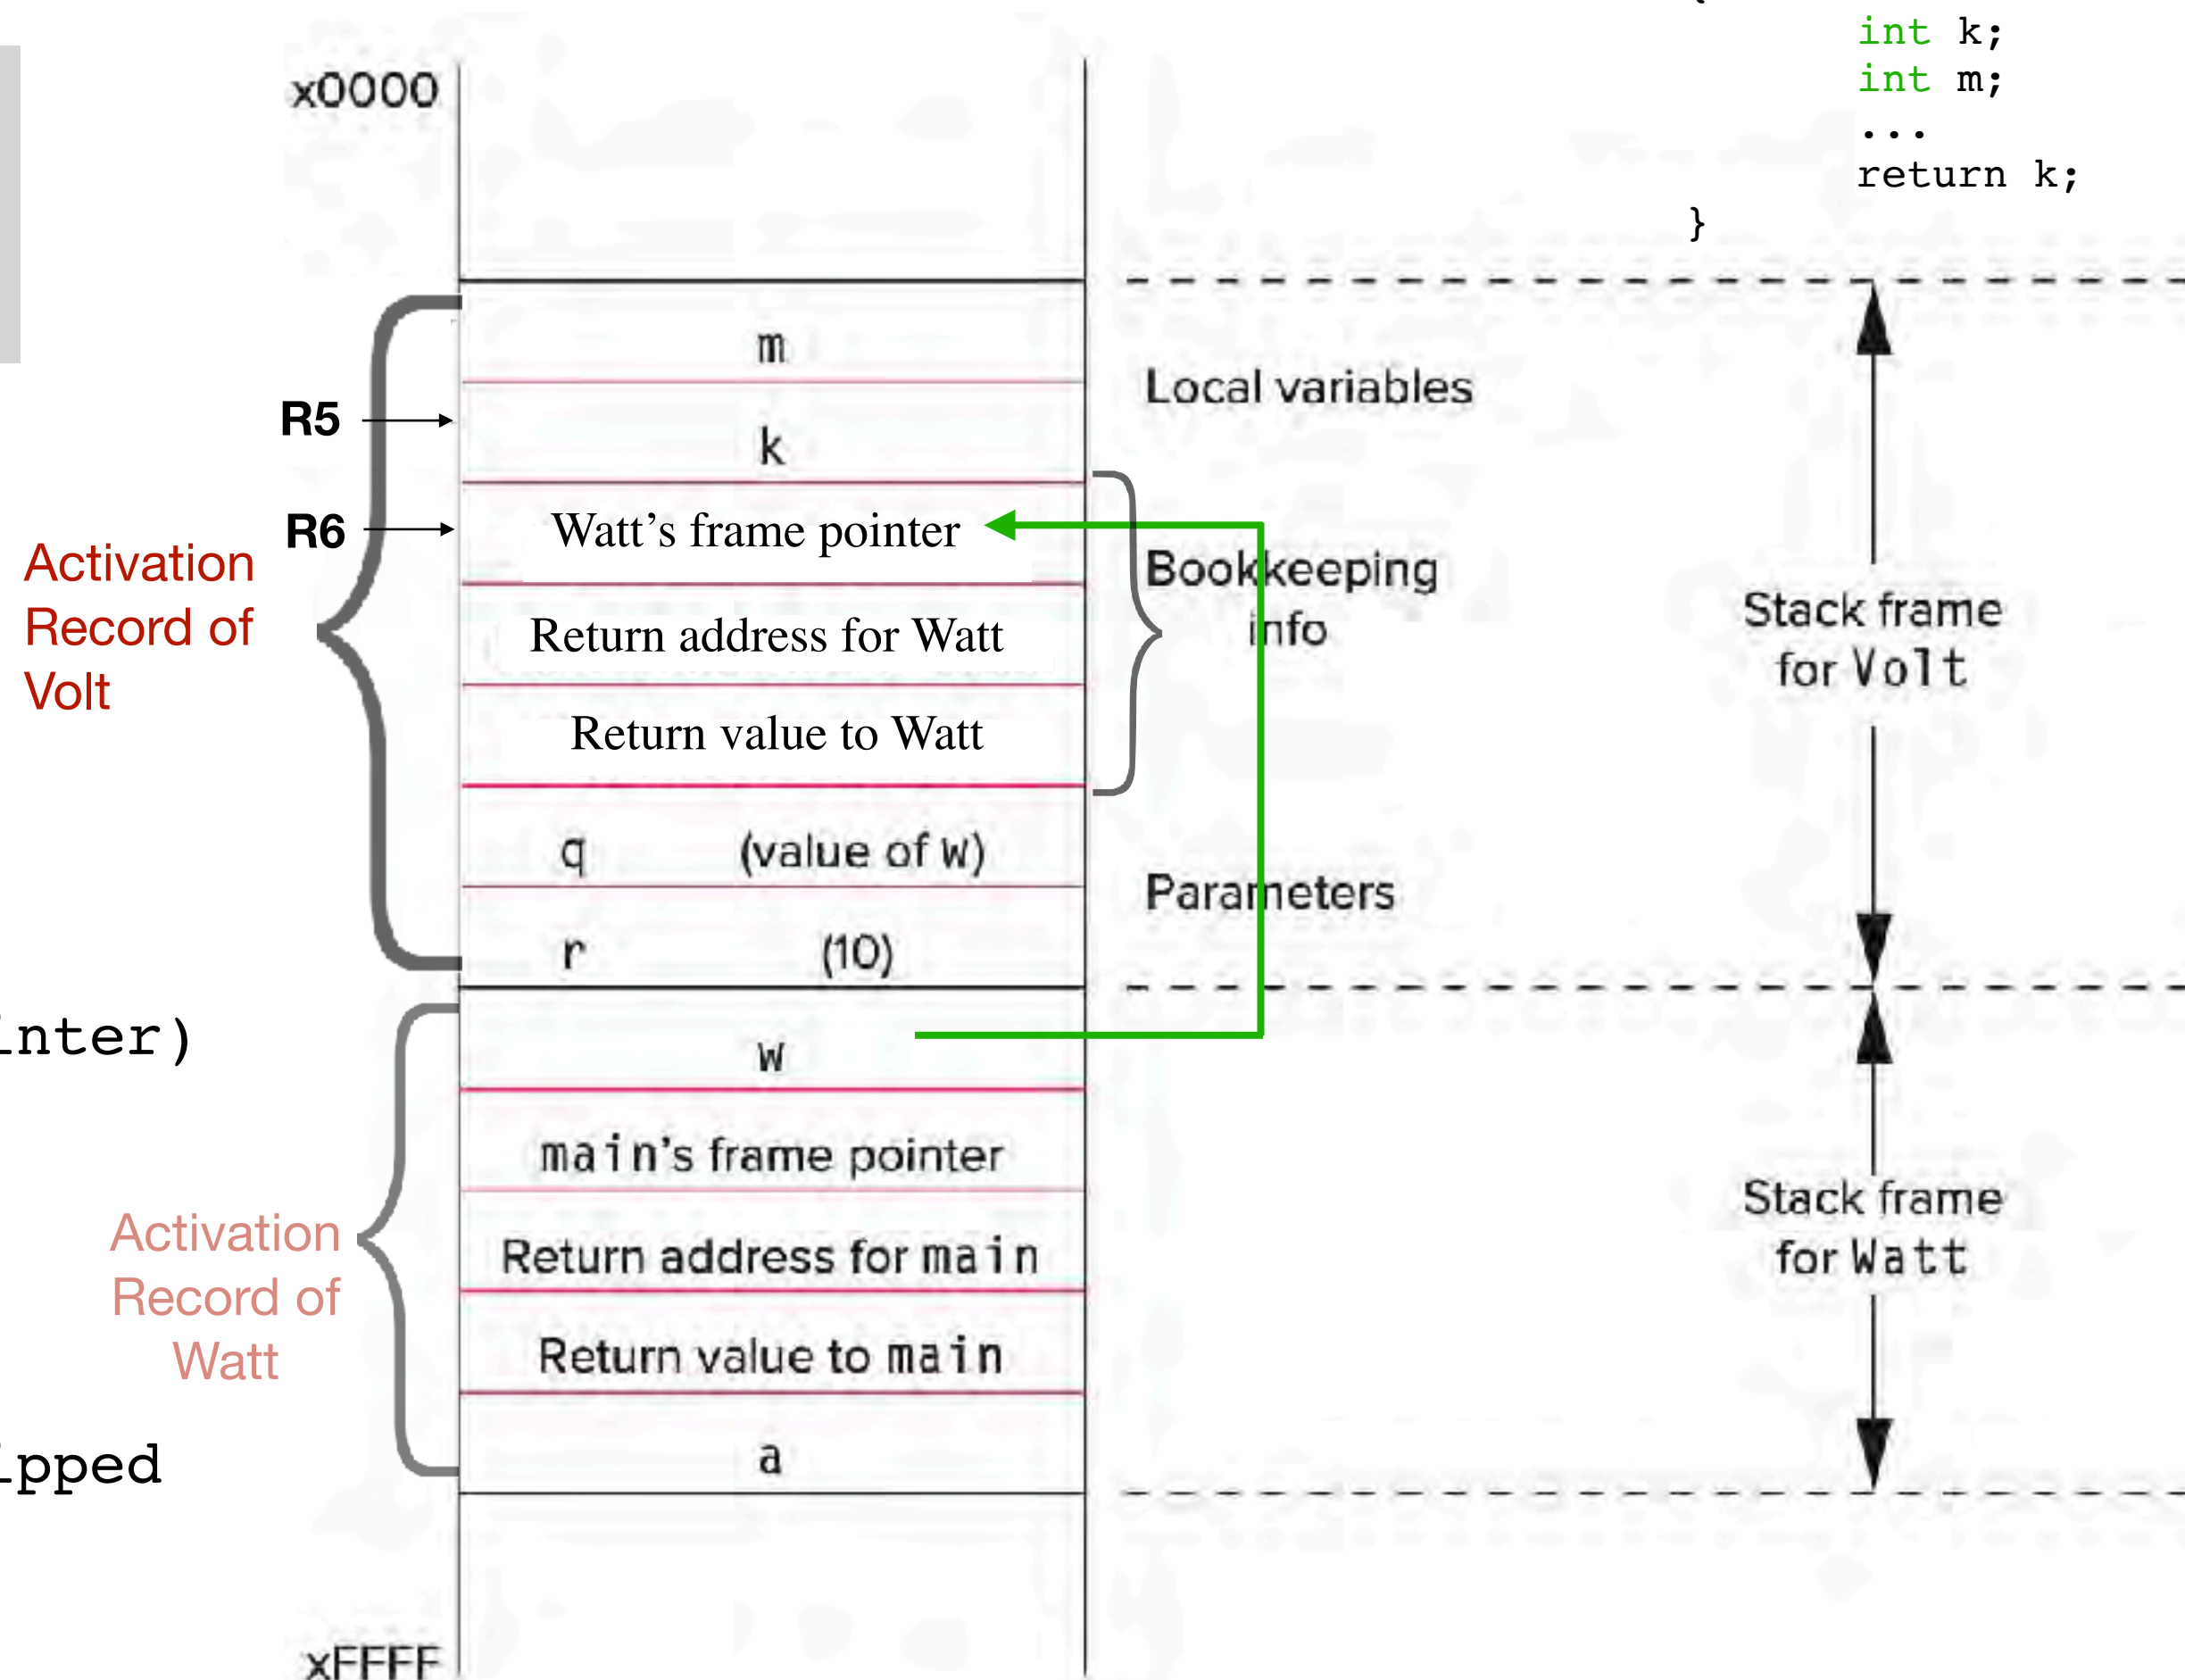 {
int k;
int m;
...
return k;
}
x0000
m
Local variables
R5
k
R6
Watt's frame pointer
Bookkeeping
info
Activation
Record of
Volt
Return address for Watt
Stack frame
for Volt
Return value to Watt
q (value of w)
Parameters
r (10)
inter)
w
main's frame pointer
Activation
Record of
Watt
Return address for main
Stack frame
for Watt
Return value to main
ipped
a
xFFFF